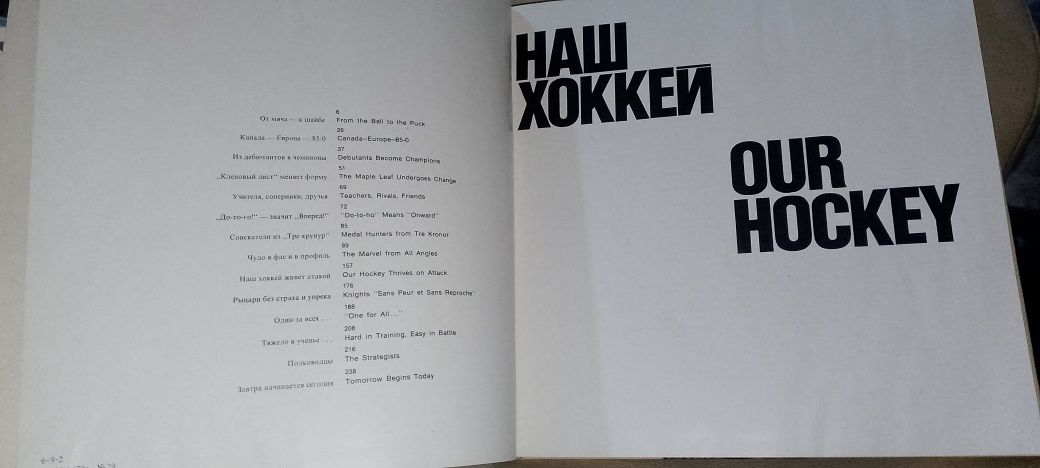 6
От мяча — к шайбе From the Ball to the Puck
26
Канада — Европа — 85:0 Canada-Europe-85:0
37
Из дебютантов в чемпионы Debutants Become Champions
51
„Кленовый лист“ меняет форму The Maple Leaf Undergoes Change
69
Учителя, соперники, друзья Teachers, Rivals, Friends
72
„До-то-го!“ — значит „Вперед!“ "Do-to-ho" Means "Onward"
85
Соискатели из „Тре крунур“ Medal Hunters from Tre Kronor
89
Чудо в фас и в профиль The Marvel from All Angles
157
Наш хоккей живет атакой Our Hockey Thrives on Attack
176
Рыцари без страха и упрека Knights "Sans Peur et Sans Reproche"
188
Один за всех . . . "One for All..."
208
Тяжело в ученье . . . Hard in Training, Easy in Battle
216
Полководцы The Strategists
238
Завтра начинается сегодня Tomorrow Begins Today
6-9-2
НАШ
ХОККЕЙ
OUR
HOCKEY